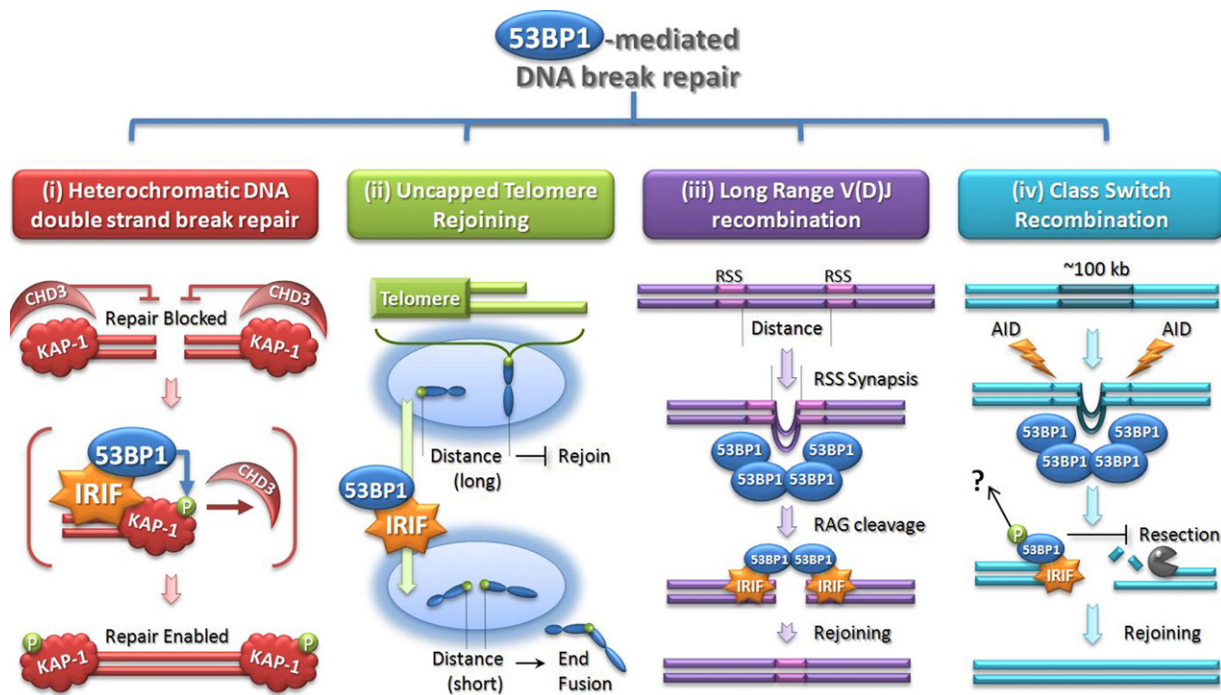 53BP1-mediated
DNA break repair
(i) Heterochromatic DNA
double strand break repair
CHD3
CHD3
Repair Blocked
KAP-1
KAP-1
53BP1
IRIF
P
CHD3
KAP-1
P
Repair Enabled
P
KAP-1
KAP-1
(ii) Uncapped Telomere
Rejoining
Telomere
Distance
(long)
Rejoin
53BP1
IRIF
Distance
(short)
End
Fusion
(iii) Long Range V(D)J
recombination
RSS
RSS
Distance
RSS Synapsis
53BP1
53BP1
53BP1
53BP1
RAG cleavage
53BP1
53BP1
IRIF
IRIF
Rejoining
(iv) Class Switch
Recombination
~100 kb
AID
AID
53BP1
53BP1
53BP1
53BP1
?
P
Resection
53BP1
IRIF
Rejoining